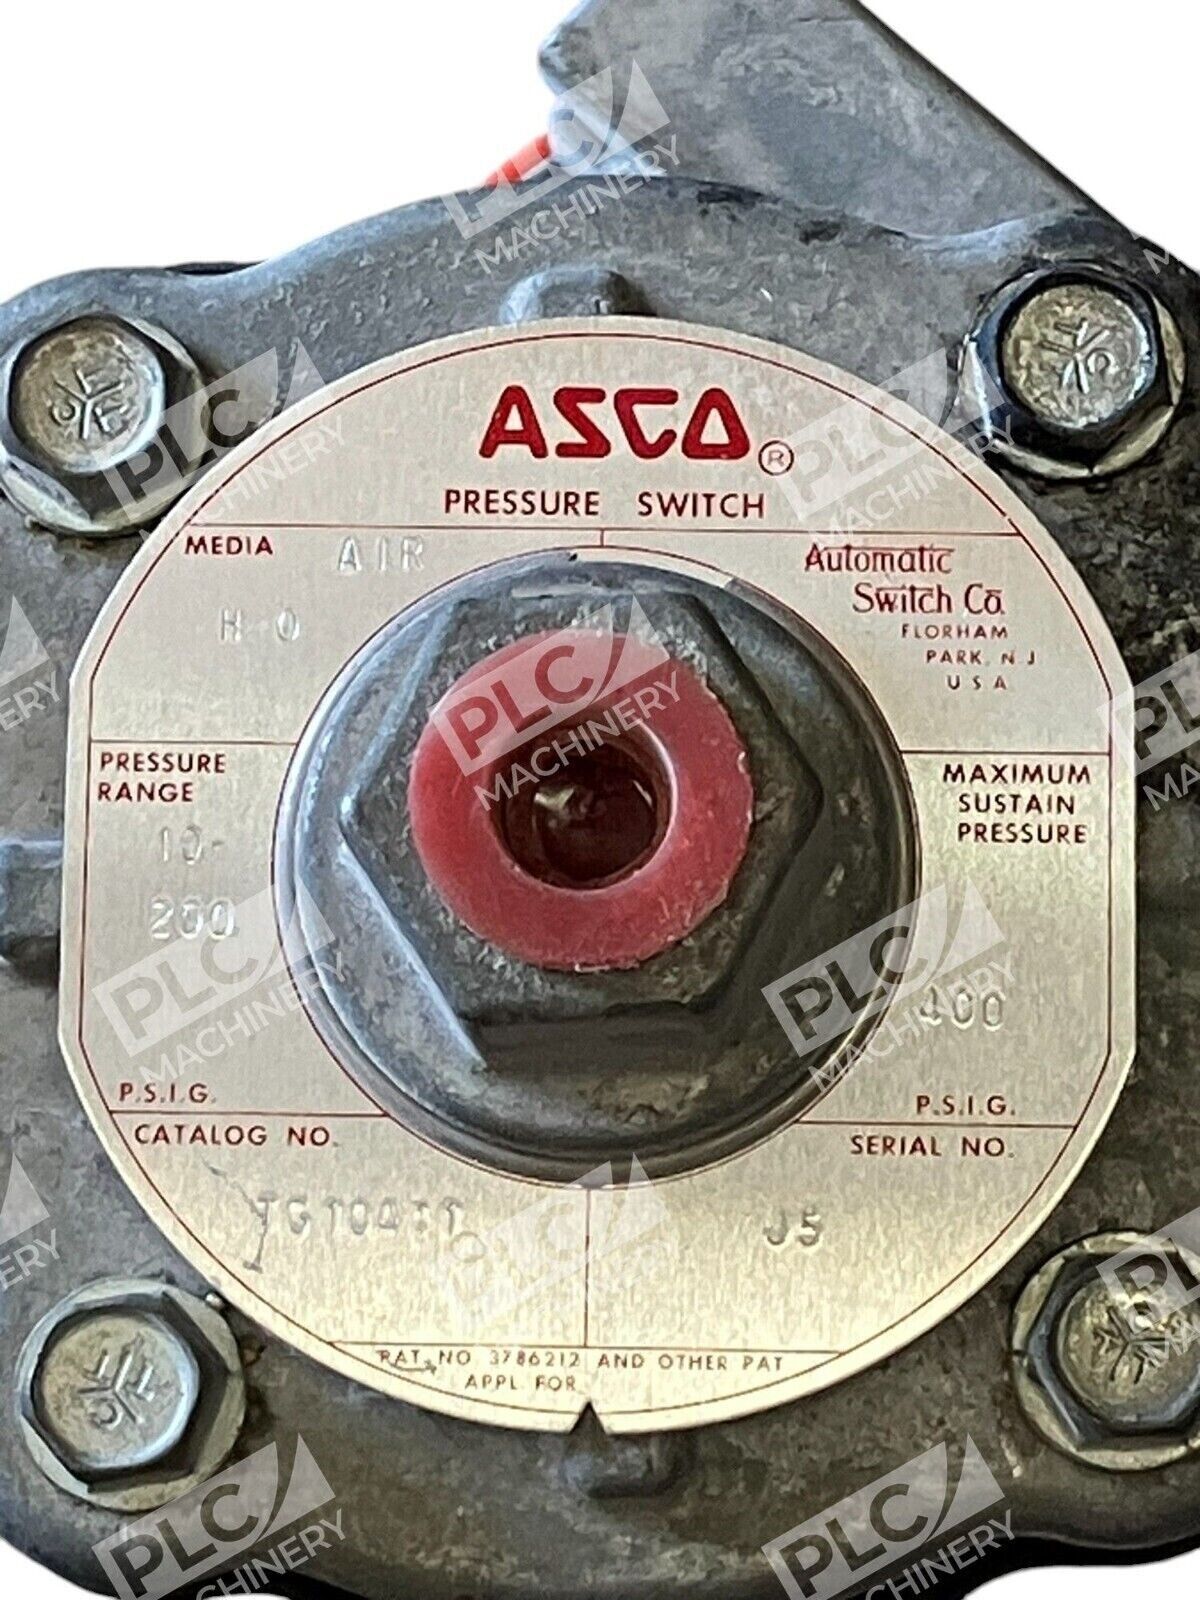 ASCO ®
PRESSURE SWITCH
MEDIA AIR
H O
Automatic
Switch Co.
FLORHAM
PARK, N J
U S A
PRESSURE
RANGE
10-
200
P.S.I.G.
MAXIMUM
SUSTAIN
PRESSURE
400
P.S.I.G.
CATALOG NO.
SERIAL NO.
J5
PAT. NO. 3786212 AND OTHER PAT
APPL FOR
PLC
MACHINERY